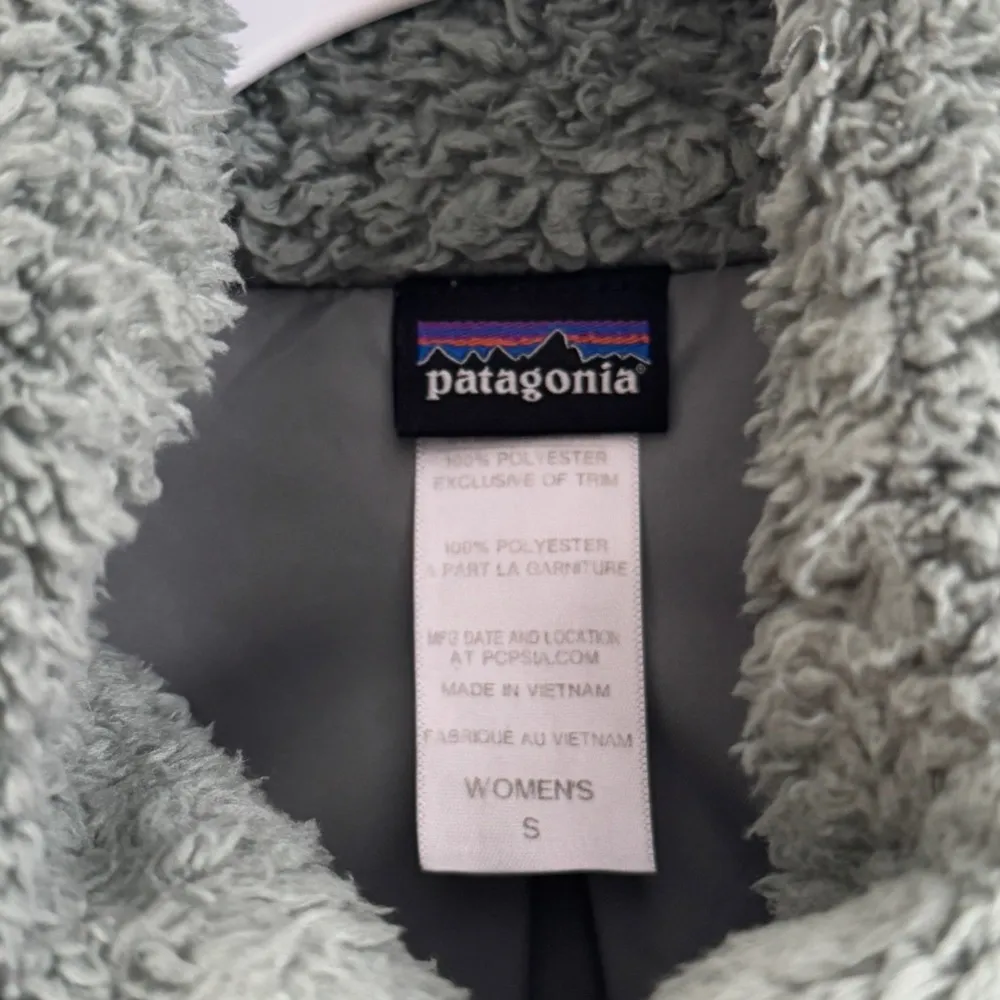 patagonia®
100% POLYESTER
EXCLUSIVE OF TRIM
100% POLYESTER
À PART LA GARNITURE
MFG DATE AND LOCATION
AT PCPSIA.COM
MADE IN VIETNAM
FABRIQUÉ AU VIETNAM
WOMEN'S
S